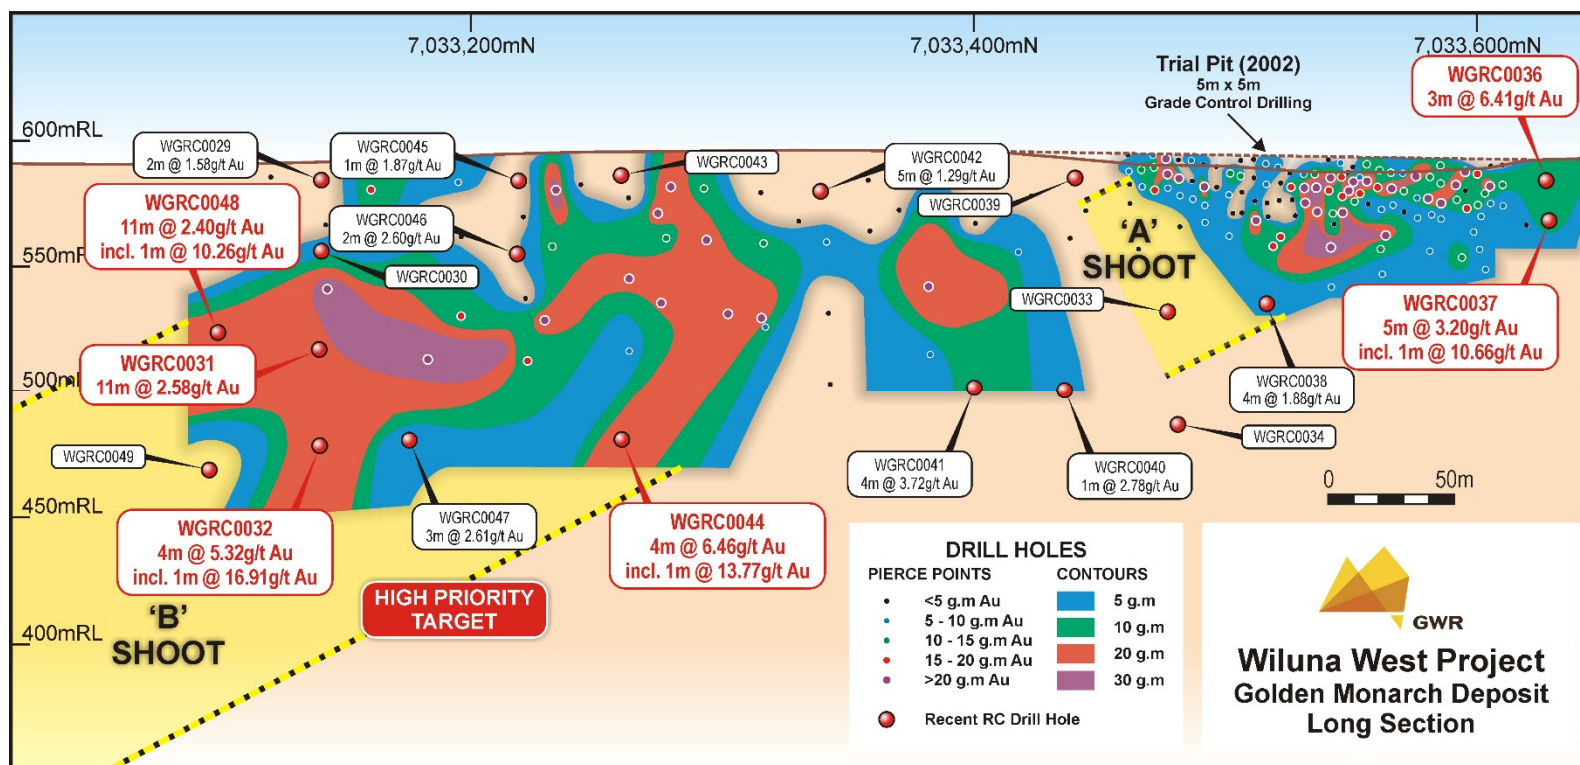 7,033,200mN
7,033,400mN
7,033,600mN
Trial Pit (2002)
5m x 5m
Grade Control Drilling
WGRC0036
3m @ 6.41g/t Au
600mRL
WGRC0029
2m @ 1.58g/t Au
WGRC0045
1m @ 1.87g/t Au
WGRC0043
WGRC0042
5m @ 1.29g/t Au
WGRC0039
WGRC0048
11m @ 2.40g/t Au
incl. 1m @ 10.26g/t Au
WGRC0046
2m @ 2.60g/t Au
WGRC0030
'A'
SHOOT
550mRL
WGRC0033
WGRC0037
5m @ 3.20g/t Au
incl. 1m @ 10.66g/t Au
WGRC0031
11m @ 2.58g/t Au
500mRL
WGRC0038
4m @ 1.88g/t Au
WGRC0034
WGRC0049
WGRC0041
4m @ 3.72g/t Au
WGRC0040
1m @ 2.78g/t Au
0
50m
450mRL
WGRC0032
4m @ 5.32g/t Au
incl. 1m @ 16.91g/t Au
WGRC0047
3m @ 2.61g/t Au
WGRC0044
4m @ 6.46g/t Au
incl. 1m @ 13.77g/t Au
HIGH PRIORITY
TARGET
'B'
SHOOT
400mRL
DRILL HOLES
PIERCE POINTS
<5 g.m Au
5 - 10 g.m Au
10 - 15 g.m Au
15 - 20 g.m Au
>20 g.m Au
CONTOURS
5 g.m
10 g.m
20 g.m
30 g.m
Recent RC Drill Hole
GWR
Wiluna West Project
Golden Monarch Deposit
Long Section